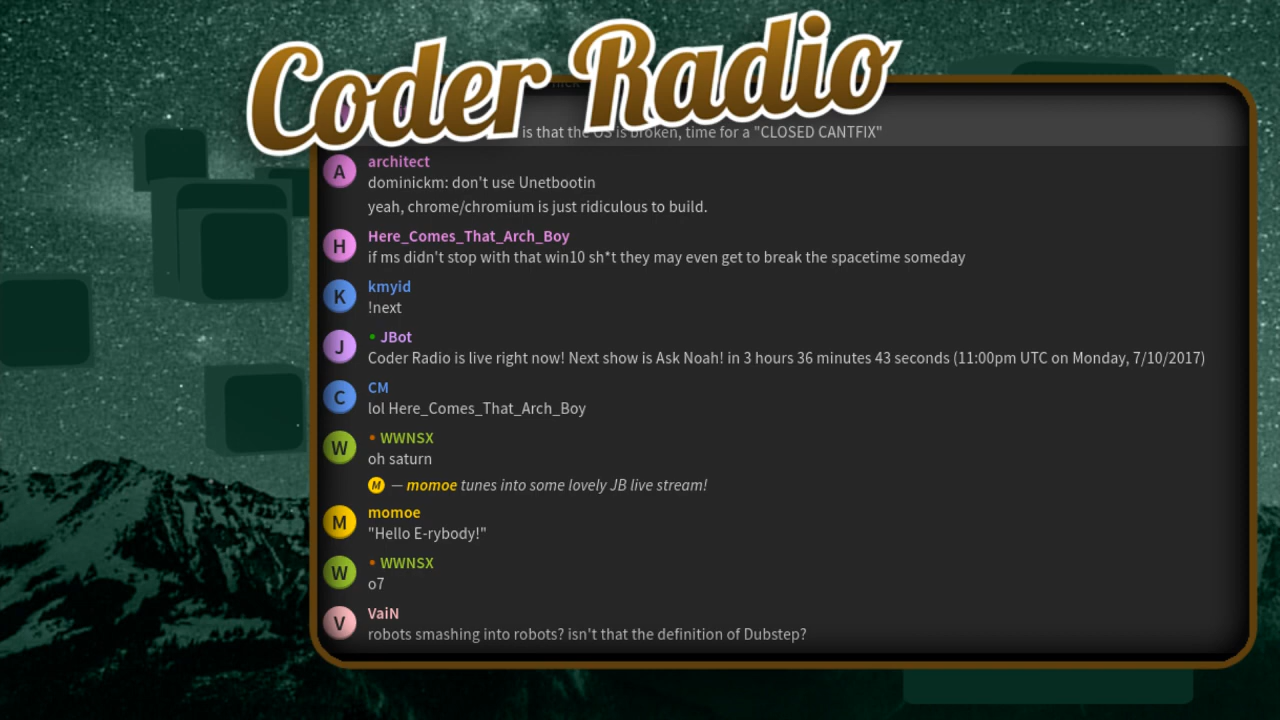 Coder Radio
is that the OS is broken, time for a "CLOSED CANTFIX"
A
architect
dominickm: don't use Unetbootin
yeah, chrome/chromium is just ridiculous to build.
H
Here_Comes_That_Arch_Boy
if ms didn't stop with that win10 sh*t they may even get to break the spacetime someday
K
kmyid
!next
J
• JBot
Coder Radio is live right now! Next show is Ask Noah! in 3 hours 36 minutes 43 seconds (11:00pm UTC on Monday, 7/10/2017)
C
CM
lol Here_Comes_That_Arch_Boy
W
• WWNSX
oh saturn
M — momoe tunes into some lovely JB live stream!
M
momoe
"Hello E-rybody!"
W
• WWNSX
o7
V
VaiN
robots smashing into robots? isn't that the definition of Dubstep?